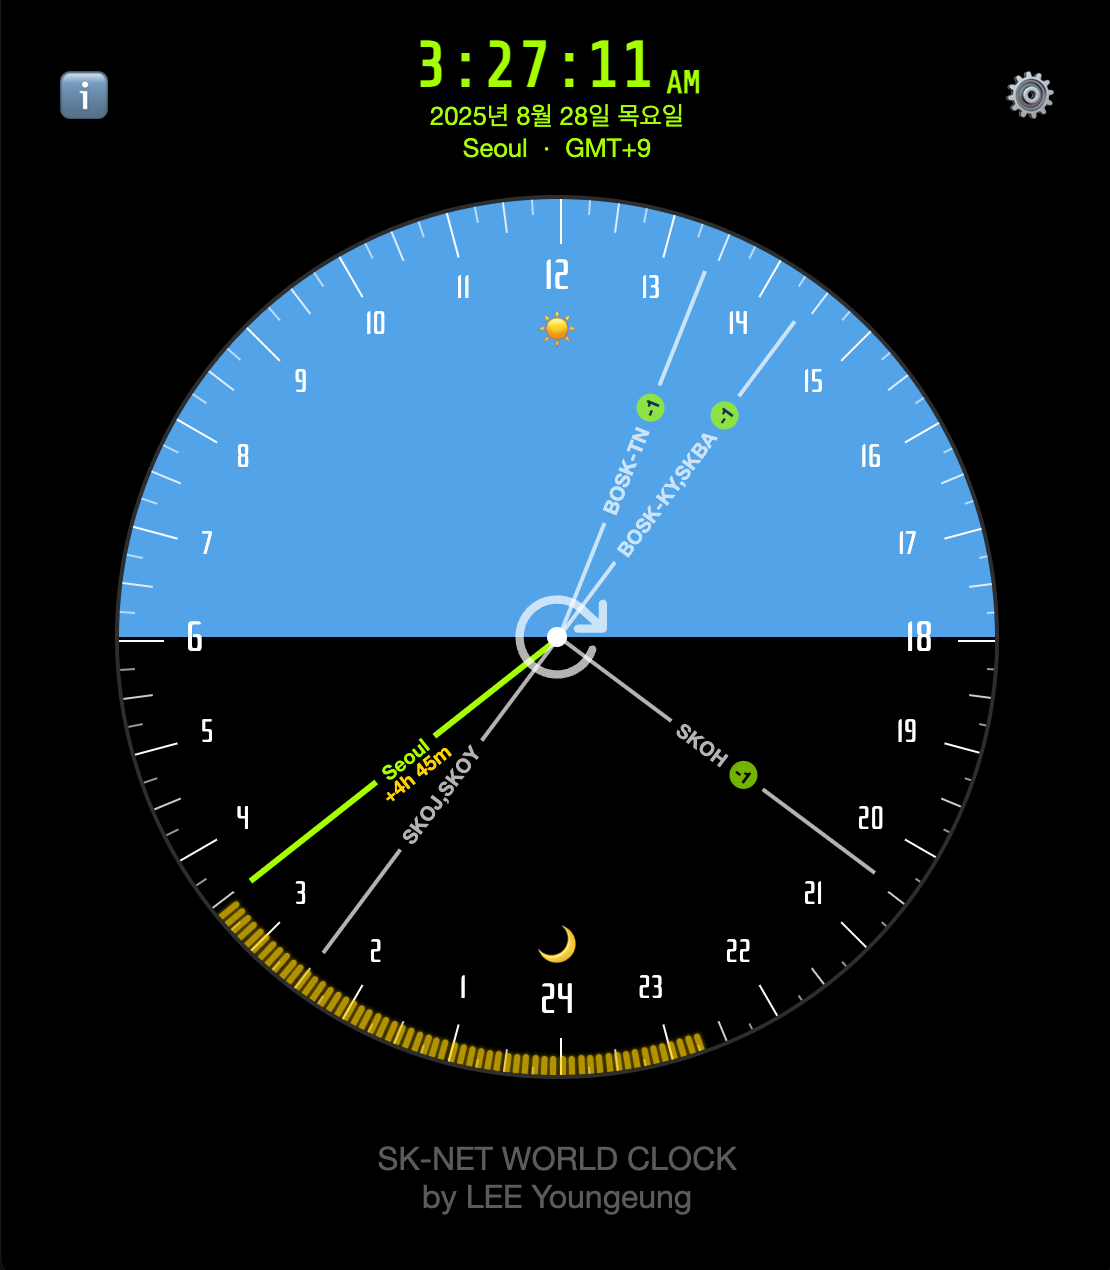 3:27:11 AM
2025년 8월 28일 목요일
Seoul · GMT+9
12
11
13
10
14
9
15
8
16
7
17
6
18
5
19
4
20
3
21
2
22
1
23
24
BOSK-TN -1
BOSK-KY,SKBA -1
Seoul
+4h 45m
SKOJ,SKOY
SKOH -1
SK-NET WORLD CLOCK
by LEE Youngeung